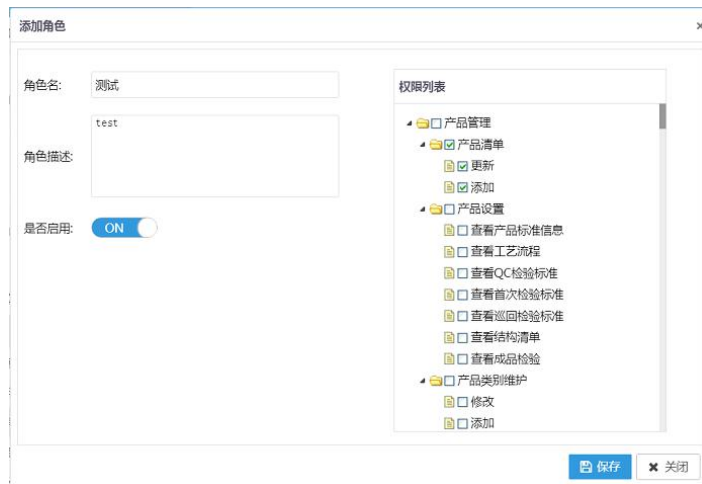 添加角色
角色名: 测试
角色描述: test
是否启用: ON
权限列表
产品管理
产品清单
更新
添加
产品设置
查看产品标准信息
查看工艺流程
查看QC检验标准
查看首次检验标准
查看巡回检验标准
查看结构清单
查看成品检验
产品类别维护
修改
添加
保存 关闭